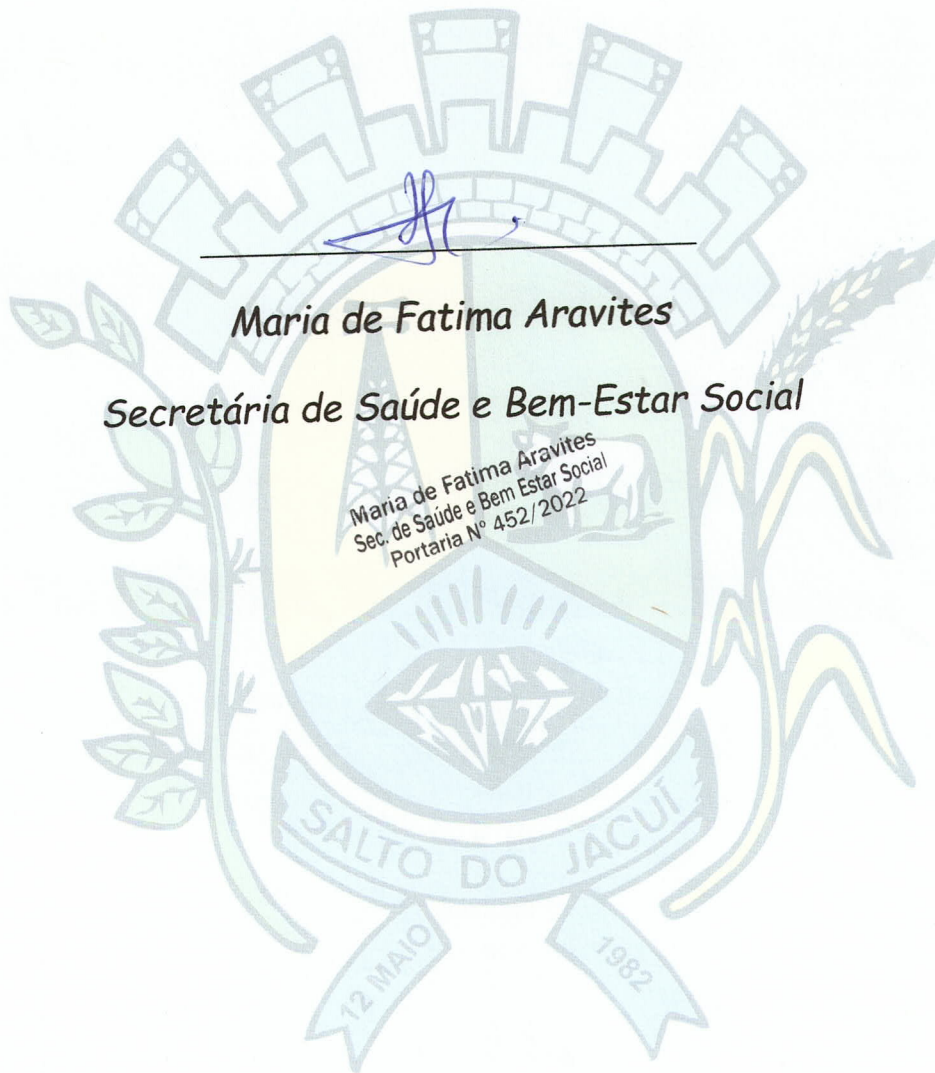 Maria de Fatima Aravites
Secretária de Saúde e Bem-Estar Social
Maria de Fatima Aravites
Sec. de Saúde e Bem Estar Social
Portaria N° 452/2022
SALTO DO JACUÍ
12 MAIO
1982